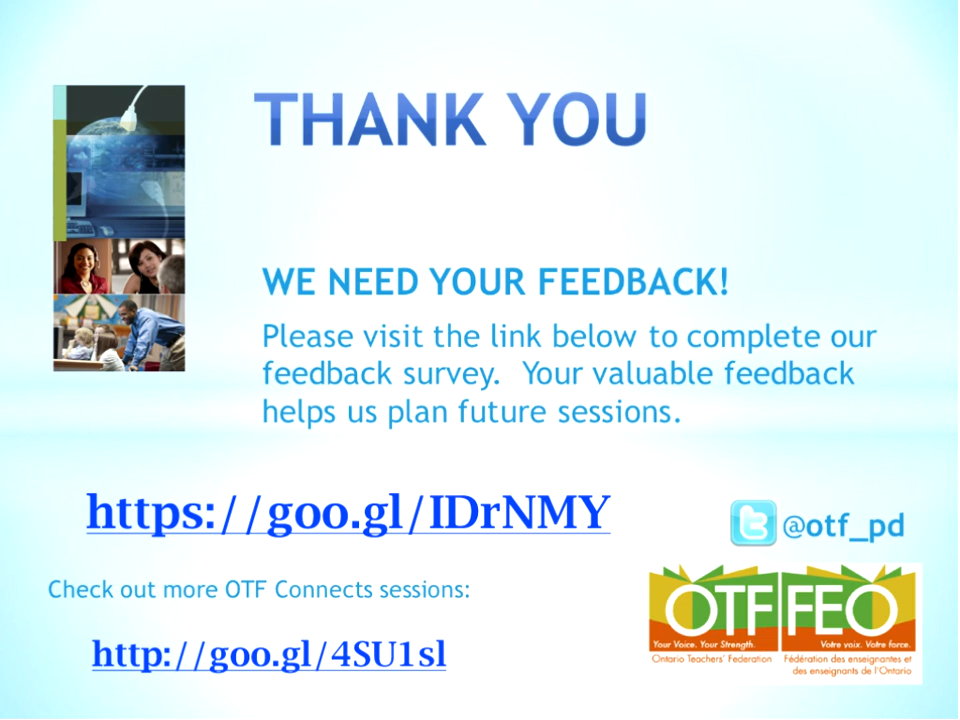 THANK YOU
WE NEED YOUR FEEDBACK!
Please visit the link below to complete our
feedback survey.  Your valuable feedback
helps us plan future sessions.
https://goo.gl/IDrNMY
@otf_pd
Check out more OTF Connects sessions:
http://goo.gl/4SU1sl
OTF FEO
Your Voice. Your Strength.
Votre voix. Votre force.
Ontario Teachers' Federation
Fédération des enseignantes et
des enseignants de l'Ontario